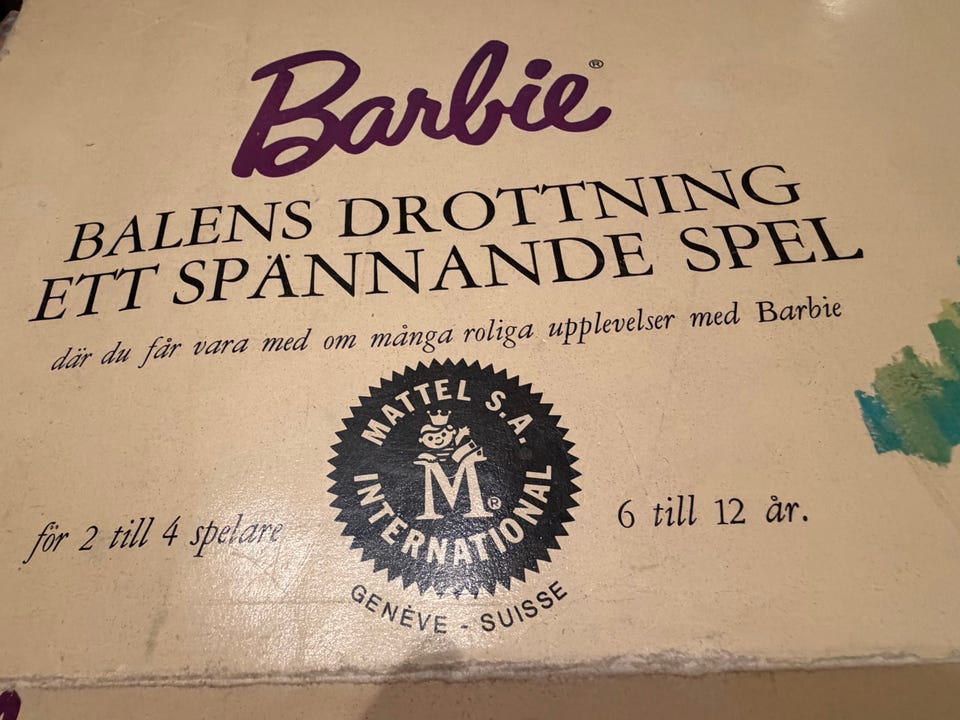 Barbie®
BALENS DROTTNING
ETT SPÄNNANDE SPEL
där du får vara med om många roliga upplevelser med Barbie
MATTEL S.A.
M®
INTERNATIONAL
GENÈVE - SUISSE
för 2 till 4 spelare
6 till 12 år.